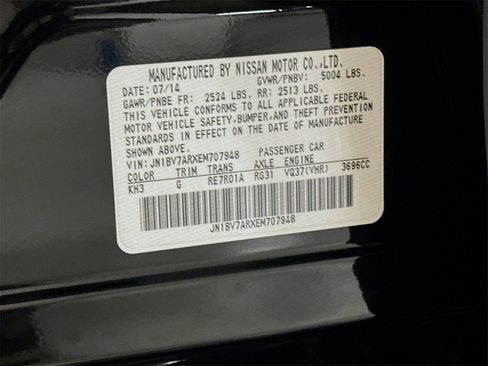 MANUFACTURED BY NISSAN MOTOR CO.,LTD.
DATE: 07/14 GVWR/PNBV: 5004 LBS.
GAWR/PNBE FR: 2524 LBS. RR: 2513 LBS.
THIS VEHICLE CONFORMS TO ALL APPLICABLE FEDERAL
MOTOR VEHICLE SAFETY,BUMPER,AND THEFT PREVENTION
STANDARDS IN EFFECT ON THE DATE OF MANUFACTURE
SHOWN ABOVE.
VIN: JN1BV7ARXEM707948 PASSENGER CAR
COLOR TRIM TRANS AXLE ENGINE
KH3 G RE7R01A RG31 VQ37(VHR) 3696CC
JN1BV7ARXEM707948